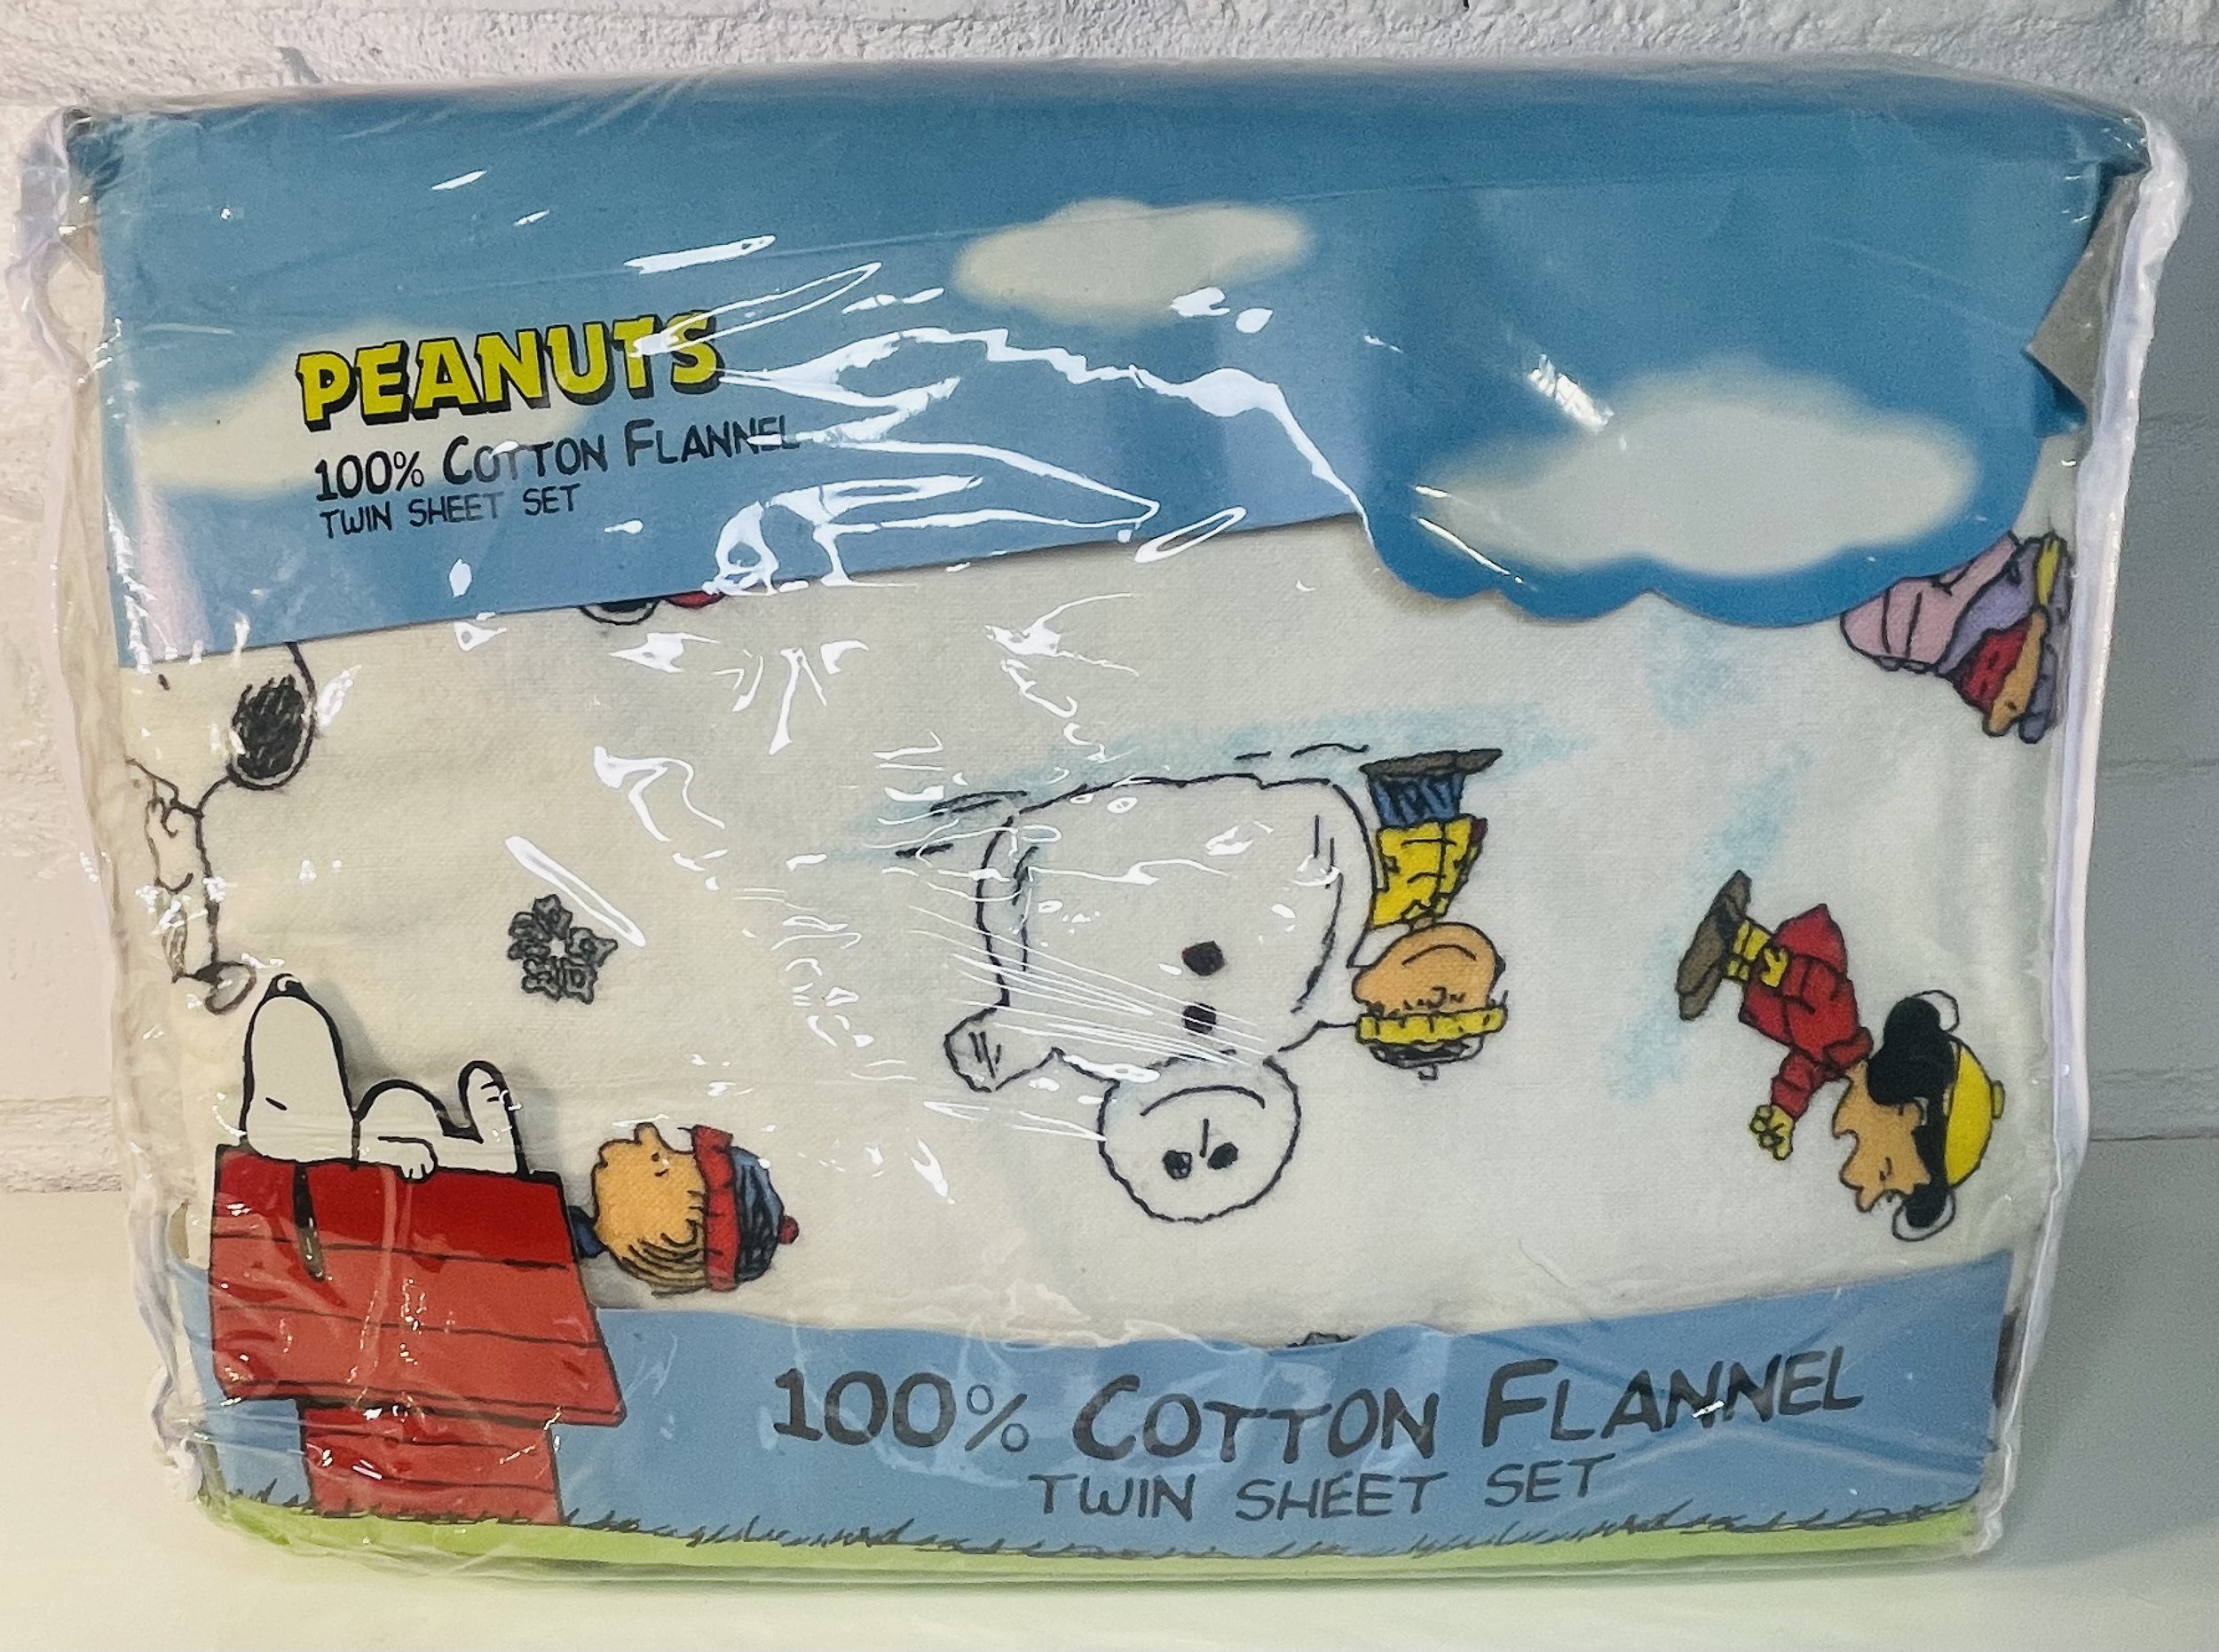 PEANUTS
100% COTTON FLANNEL
TWIN SHEET SET
100% COTTON FLANNEL
TWIN SHEET SET